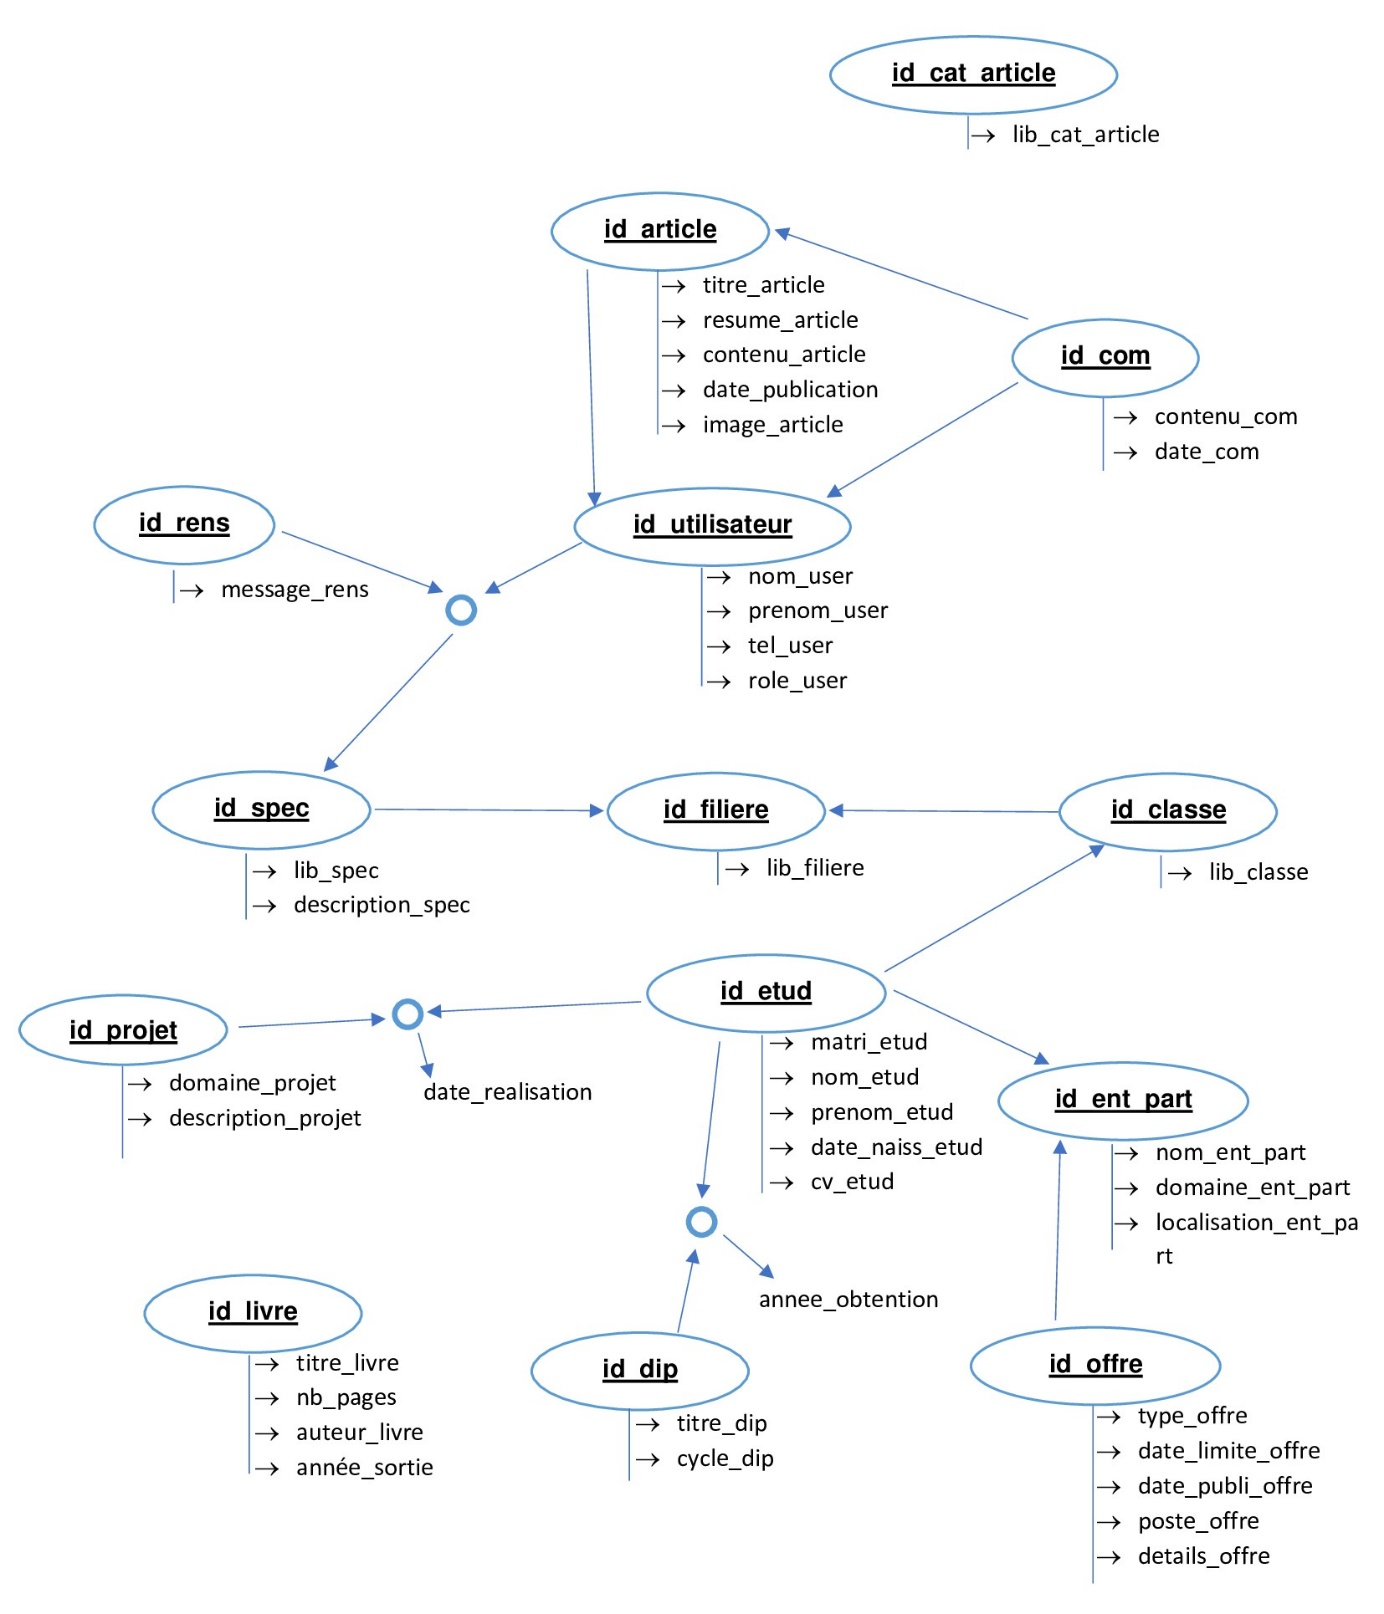 id_cat_article
→ lib_cat_article
id_article
→ titre_article
→ resume_article
→ contenu_article
→ date_publication
→ image_article
id_com
→ contenu_com
→ date_com
id_rens
→ message_rens
id_utilisateur
→ nom_user
→ prenom_user
→ tel_user
→ role_user
id_spec
→ lib_spec
→ description_spec
id_filiere
→ lib_filiere
id_classe
→ lib_classe
id_etud
→ matri_etud
→ nom_etud
→ prenom_etud
→ date_naiss_etud
→ cv_etud
id_projet
→ domaine_projet
→ description_projet
date_realisation
id_ent_part
→ nom_ent_part
→ domaine_ent_part
→ localisation_ent_pa
rt
annee_obtention
id_livre
→ titre_livre
→ nb_pages
→ auteur_livre
→ année_sortie
id_dip
→ titre_dip
→ cycle_dip
id_offre
→ type_offre
→ date_limite_offre
→ date_publi_offre
→ poste_offre
→ details_offre